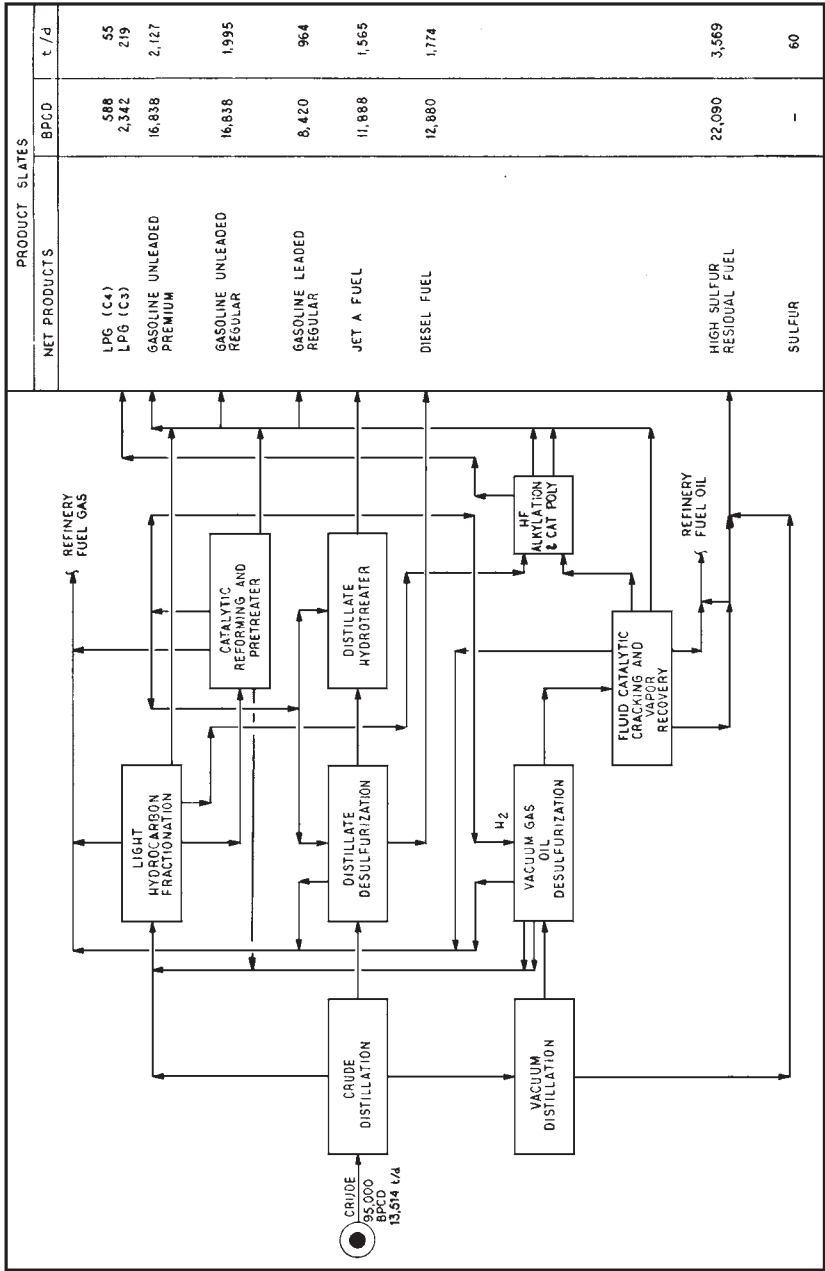 PRODUCT SLATES
NET PRODUCTS BPCD t/d
LPG (C4) 588 55
LPG (C3) 2,342 219
GASOLINE UNLEADED
PREMIUM 16,838 2,127
GASOLINE UNLEADED
REGULAR 16,838 1,995
GASOLINE LEADED
REGULAR 8,420 964
JET A FUEL 11,888 1,565
DIESEL FUEL 12,880 1,774
HIGH SULFUR
RESIDUAL FUEL 22,090 3,569
SULFUR – 60
REFINERY
FUEL GAS
LIGHT
HYDROCARBON
FRACTIONATION
CATALYTIC
REFORMING AND
PRETREATER
CRUDE
95,000
BPCD
13,514 t/d
CRUDE
DISTILLATION
DISTILLATE
DESULFURIZATION
DISTILLATE
HYDROTREATER
VACUUM
DISTILLATION
H2
VACUUM GAS
OIL
DESULFURIZATION
HF
ALKYLATION
& CAT POLY
FLUID CATALYTIC
CRACKING AND
VAPOR
RECOVERY
REFINERY
FUEL OIL